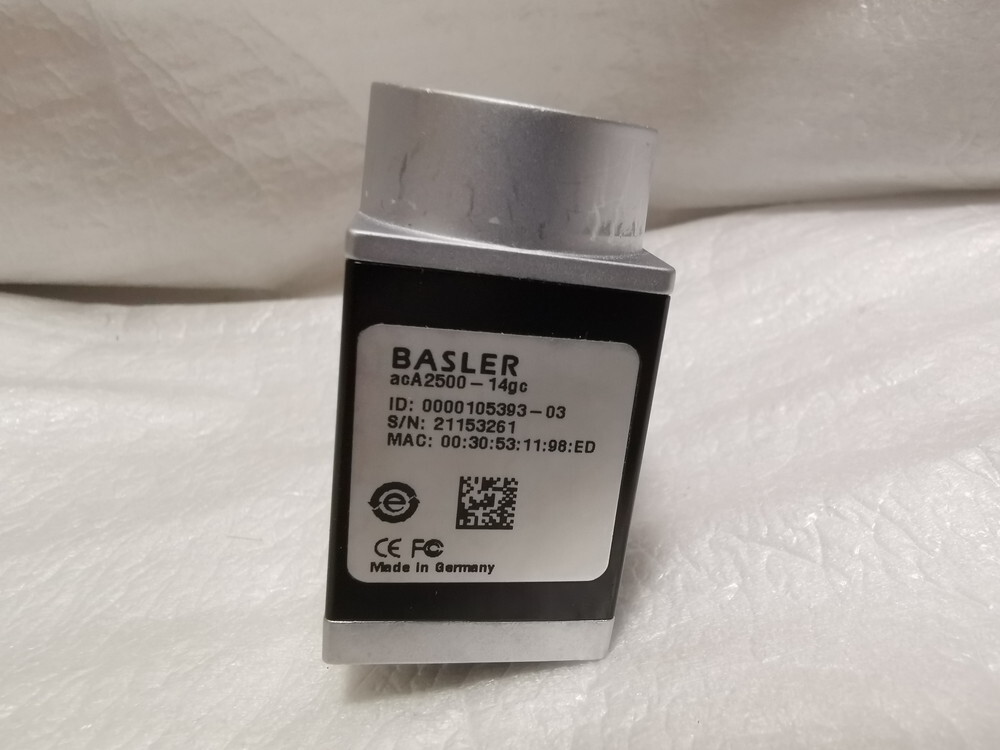 BASLER
acA2500-14gc
ID: 0000105393-03
S/N: 21153261
MAC: 00:30:53:11:98:ED
e
CE FC
Made in Germany